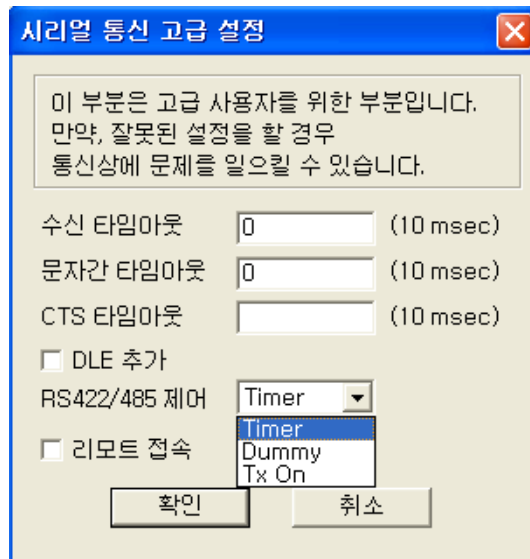 시리얼 통신 고급 설정
이 부분은 고급 사용자를 위한 부분입니다.
만약, 잘못된 설정을 할 경우
통신상에 문제를 일으킬 수 있습니다.
수신 타임아웃 0 (10 msec)
문자간 타임아웃 0 (10 msec)
CTS 타임아웃 (10 msec)
DLE 추가
RS422/485 제어 Timer
Timer
리모트 접속 Dummy
Tx On
확인 취소